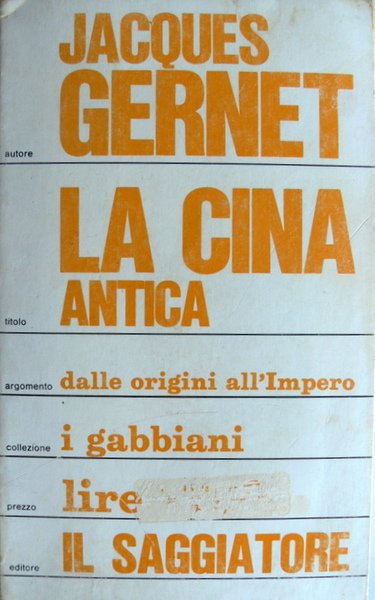 JACQUES
autore GERNET
LA CINA
titolo ANTICA
argomento dalle origini all'Impero
collezione i gabbiani
prezzo lire
editore IL SAGGIATORE